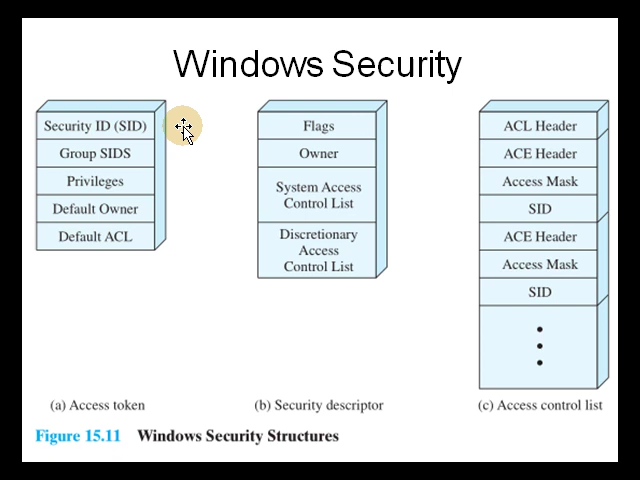 Windows Security
Security ID (SID)
Group SIDS
Privileges
Default Owner
Default ACL
(a) Access token
Flags
Owner
System Access
Control List
Discretionary
Access
Control List
(b) Security descriptor
ACL Header
ACE Header
Access Mask
SID
ACE Header
Access Mask
SID
(c) Access control list
Figure 15.11 Windows Security Structures